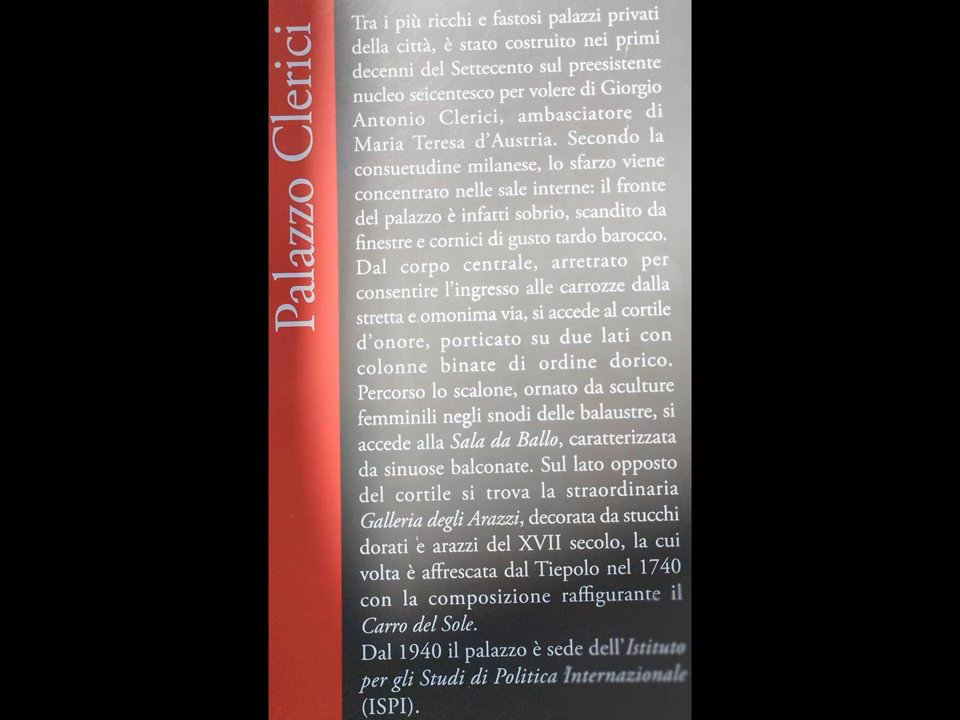 Palazzo Clerici
Tra i più ricchi e fastosi palazzi privati
della città, è stato costruito nei primi
decenni del Settecento sul preesistente
nucleo seicentesco per volere di Giorgio
Antonio Clerici, ambasciatore di
Maria Teresa d'Austria. Secondo la
consuetudine milanese, lo sfarzo viene
concentrato nelle sale interne: il fronte
del palazzo è infatti sobrio, scandito da
finestre e cornici di gusto tardo barocco.
Dal corpo centrale, arretrato per
consentire l'ingresso alle carrozze dalla
stretta e omonima via, si accede al cortile
d'onore, porticato su due lati con
colonne binate di ordine dorico.
Percorso lo scalone, ornato da sculture
femminili negli snodi delle balaustre, si
accede alla Sala da Ballo, caratterizzata
da sinuose balconate. Sul lato opposto
del cortile si trova la straordinaria
Galleria degli Arazzi, decorata da stucchi
dorati e arazzi del XVII secolo, la cui
volta è affrescata dal Tiepolo nel 1740
con la composizione raffigurante il
Carro del Sole.
Dal 1940 il palazzo è sede dell'Istituto
per gli Studi di Politica Internazionale
(ISPI).